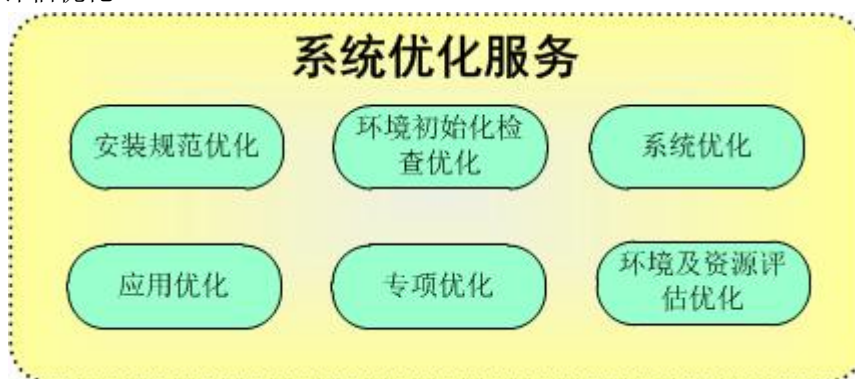 系统优化服务
安装规范优化
环境初始化检
查优化
系统优化
应用优化
专项优化
环境及资源评
估优化